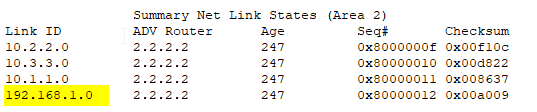 Summary Net Link States (Area 2)
Link ID ADV Router Age Seq# Checksum
10.2.2.0 2.2.2.2 247 0x8000000f 0x00f10c
10.3.3.0 2.2.2.2 247 0x80000010 0x00d822
10.1.1.0 2.2.2.2 247 0x80000011 0x008637
192.168.1.0 2.2.2.2 247 0x80000012 0x00a009